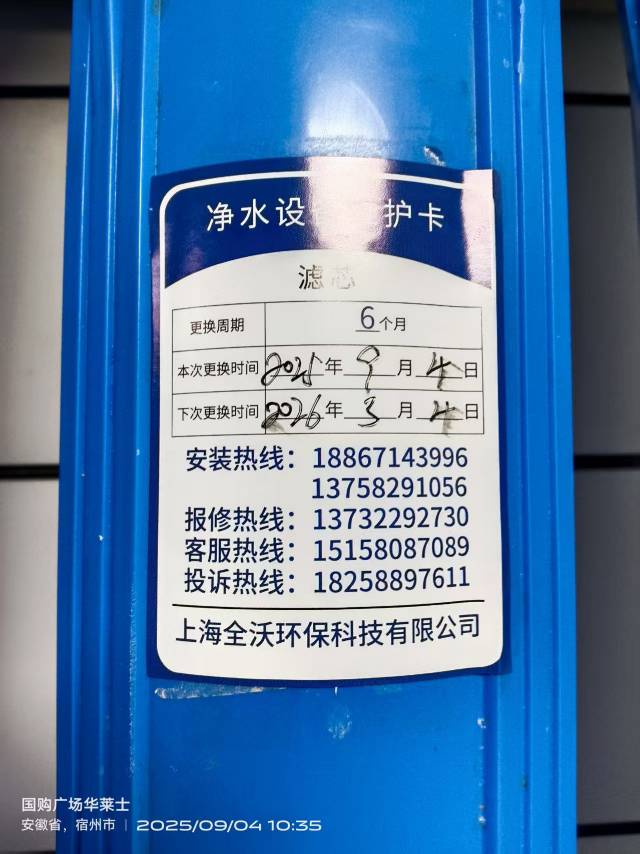 净水设 护卡
滤芯
更换周期 6个月
本次更换时间 2025年9月4日
下次更换时间 2026年3月4日
安装热线：18867143996
13758291056
报修热线：13732292730
客服热线：15158087089
投诉热线：18258897611
上海全沃环保科技有限公司
国购广场华莱士
安徽省，宿州市 | 2025/09/04 10:35